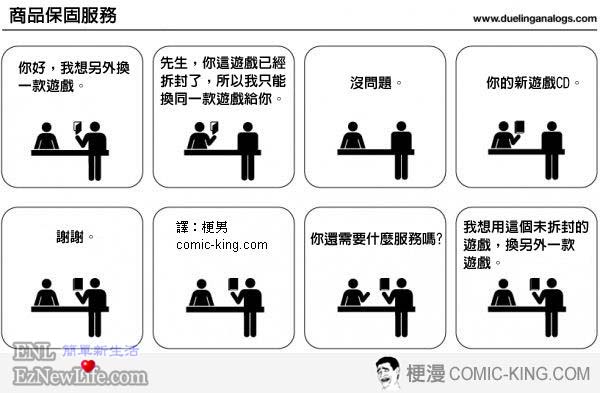 商品保固服務
www.duelinganalogs.com
你好，我想另外換
一款遊戲。
先生，你這遊戲已經
拆封了，所以我只能
換同一款遊戲給你。
沒問題。
你的新遊戲CD。
謝謝。
譯：梗男
comic-king.com
你還需要什麼服務嗎?
我想用這個未拆封的
遊戲，換另外一款
遊戲。
ENL 簡單新生活
EzNewLife.com
梗漫 COMIC-KING.COM